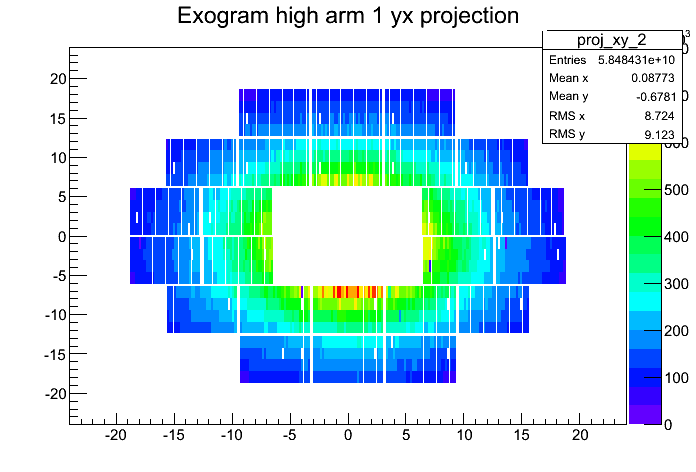 Exogram high arm 1 yx projection
proj_xy_2
Entries 5.848431e+10
Mean x 0.08773
Mean y -0.6781
RMS x 8.724
RMS y 9.123
20
15
10
5
0
-5
-10
-15
-20
-20 -15 -10 -5 0 5 10 15 20
500
400
300
200
100
0